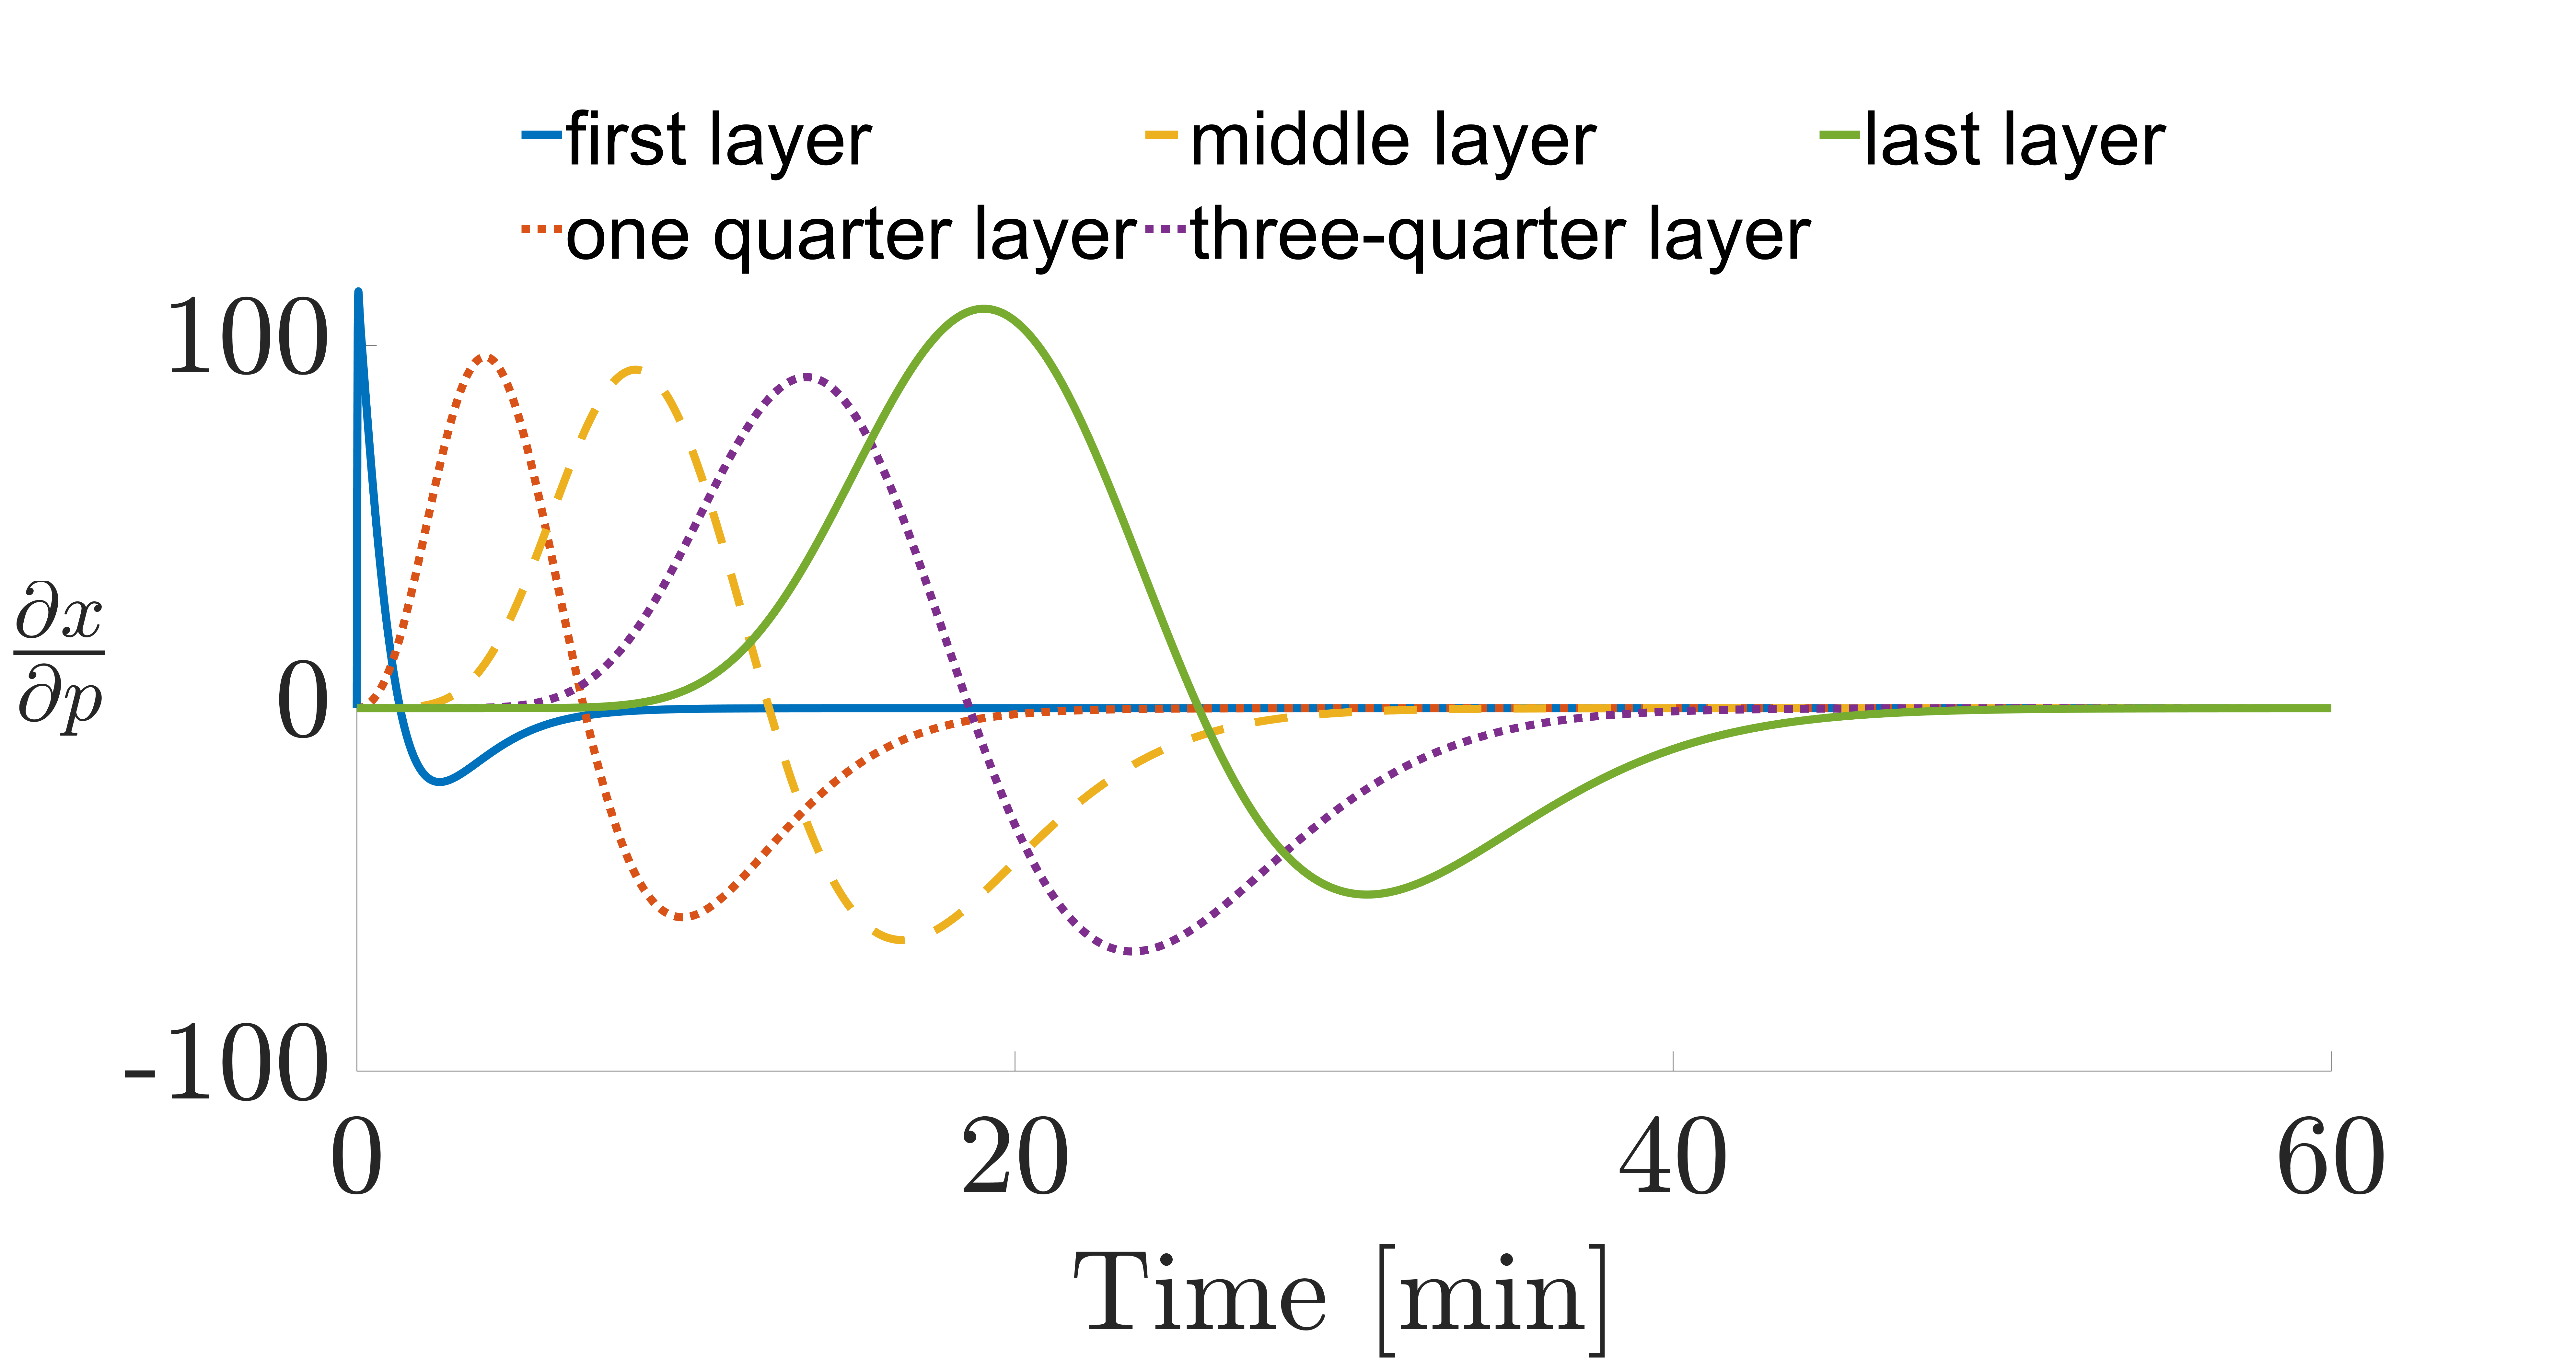 first layer middle layer last layer
one quarter layer three-quarter layer
100
0
-100
∂x
∂p
0 20 40 60
Time [min]